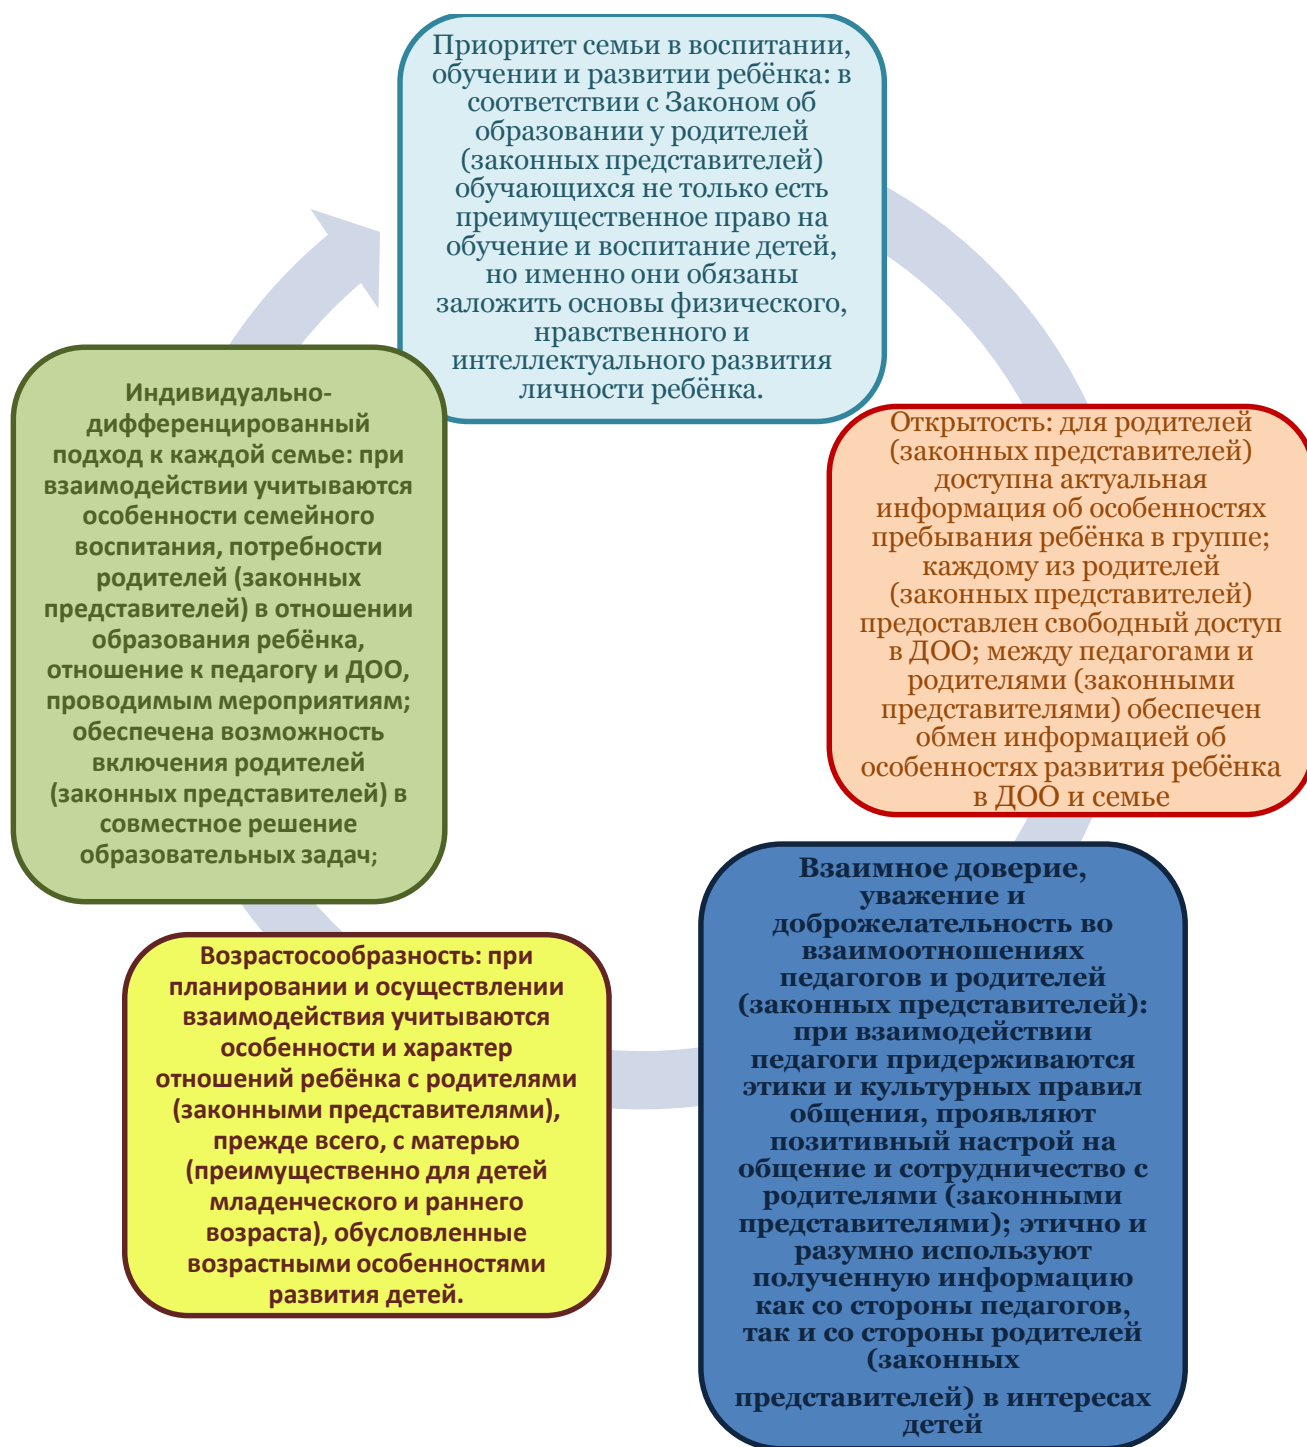 Приоритет семьи в воспитании,
обучении и развитии ребёнка: в
соответствии с Законом об
образовании у родителей
(законных представителей)
обучающихся не только есть
преимущественное право на
обучение и воспитание детей,
но именно они обязаны
заложить основы физического,
нравственного и
интеллектуального развития
личности ребёнка.
Открытость: для родителей
(законных представителей)
доступна актуальная
информация об особенностях
пребывания ребёнка в группе;
каждому из родителей
(законных представителей)
предоставлен свободный доступ
в ДОО; между педагогами и
родителями (законными
представителями) обеспечен
обмен информацией об
особенностях развития ребёнка
в ДОО и семье
Взаимное доверие,
уважение и
доброжелательность во
взаимоотношениях
педагогов и родителей
(законных представителей):
при взаимодействии
педагоги придерживаются
этики и культурных правил
общения, проявляют
позитивный настрой на
общение и сотрудничество с
родителями (законными
представителями); этично и
разумно используют
полученную информацию
как со стороны педагогов,
так и со стороны родителей
(законных
представителей) в интересах
детей
Возрастосообразность: при
планировании и осуществлении
взаимодействия учитываются
особенности и характер
отношений ребёнка с родителями
(законными представителями),
прежде всего, с матерью
(преимущественно для детей
младенческого и раннего
возраста), обусловленные
возрастными особенностями
развития детей.
Индивидуально-
дифференцированный
подход к каждой семье: при
взаимодействии учитываются
особенности семейного
воспитания, потребности
родителей (законных
представителей) в отношении
образования ребёнка,
отношение к педагогу и ДОО,
проводимым мероприятиям;
обеспечена возможность
включения родителей
(законных представителей) в
совместное решение
образовательных задач;